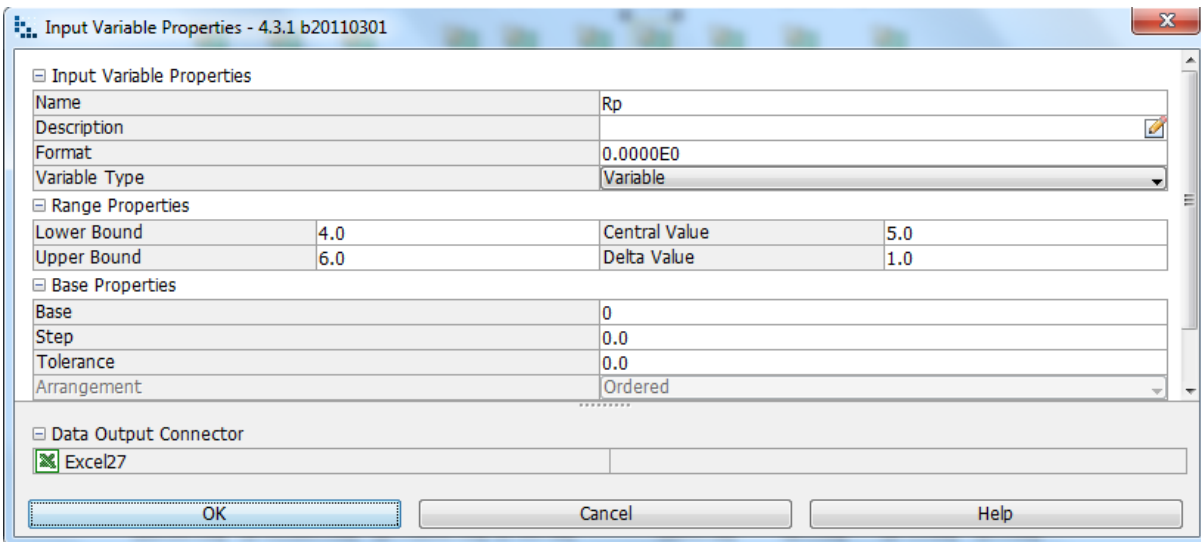 Input Variable Properties - 4.3.1 b20110301
Input Variable Properties
Name Rp
Description
Format 0.0000E0
Variable Type Variable
Range Properties
Lower Bound 4.0 Central Value 5.0
Upper Bound 6.0 Delta Value 1.0
Base Properties
Base 0
Step 0.0
Tolerance 0.0
Arrangement Ordered
Data Output Connector
Excel27
OK Cancel Help